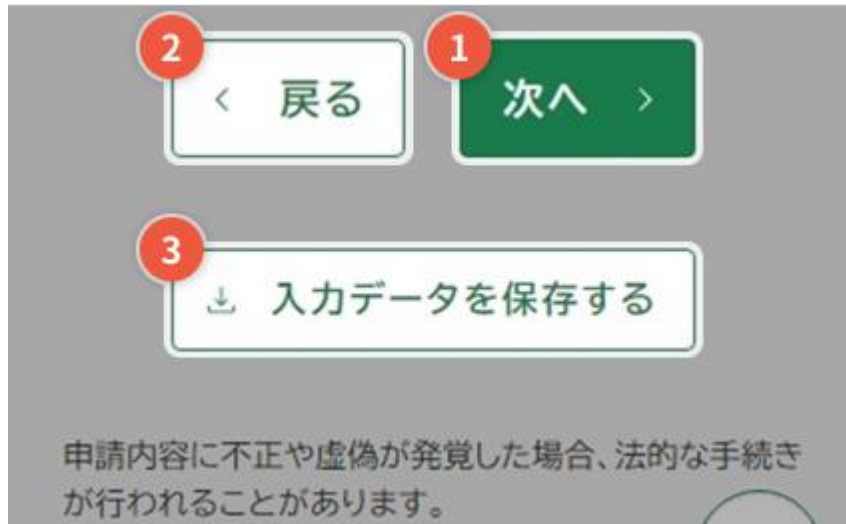 2 1
< 戻る 次へ >
3
入力データを保存する
申請内容に不正や虚偽が発覚した場合、法的な手続き
が行われることがあります。